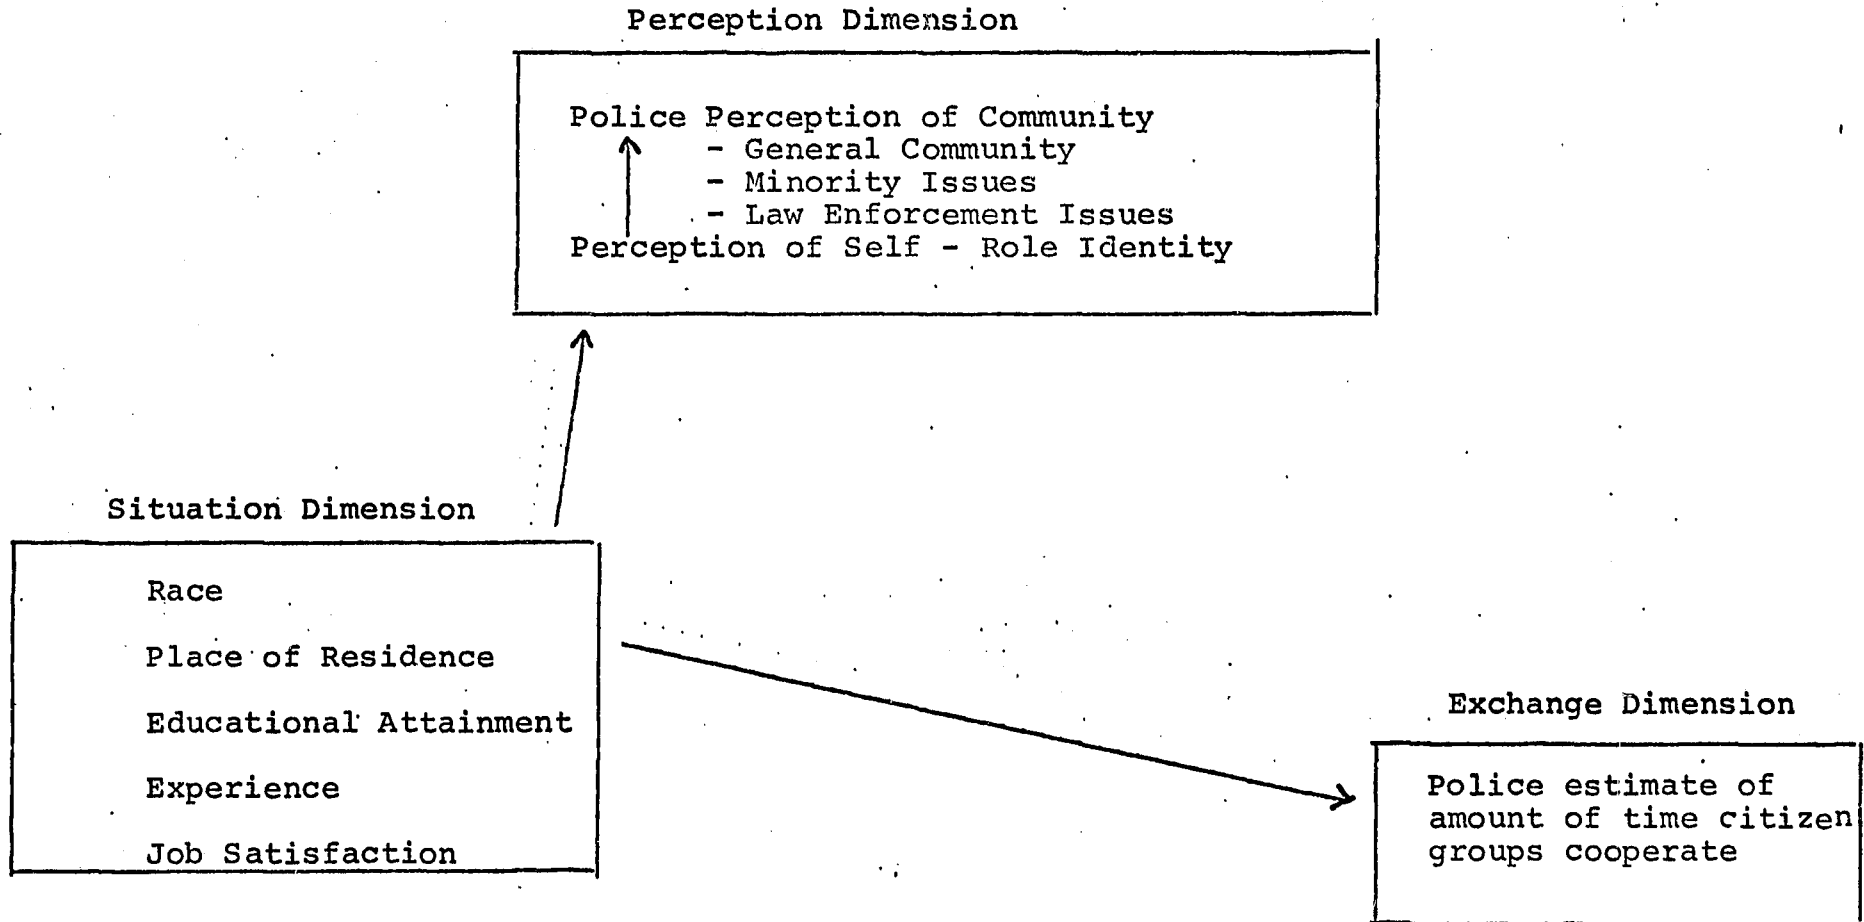 Perception Dimension
Police Perception of Community
- General Community
- Minority Issues
- Law Enforcement Issues
Perception of Self - Role Identity
Situation Dimension
Race
Place of Residence
Educational Attainment
Experience
Job Satisfaction
Exchange Dimension
Police estimate of
amount of time citizen
groups cooperate